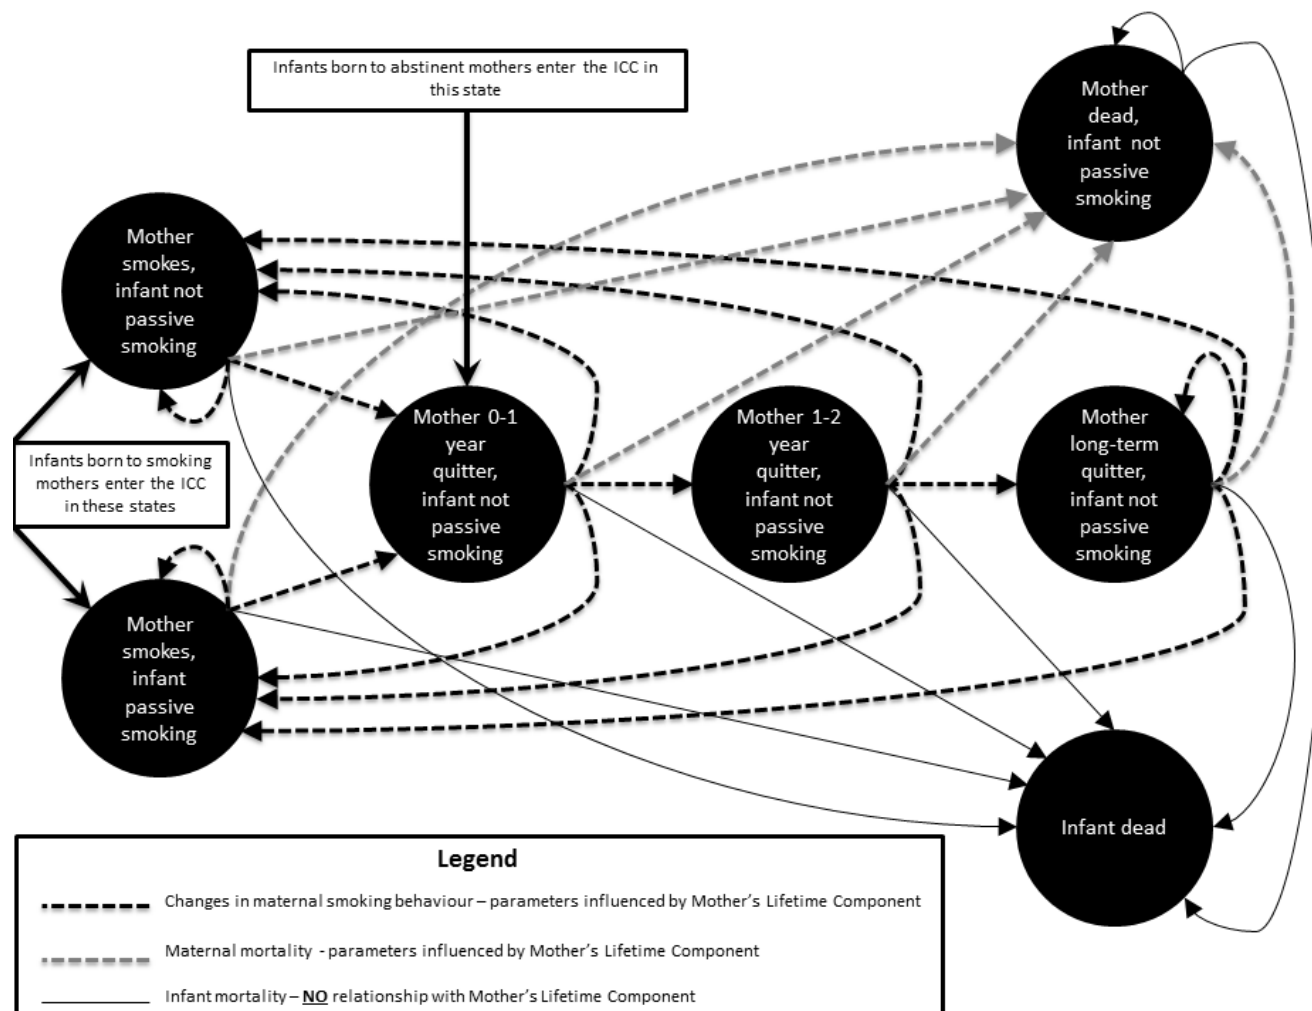 Infants born to abstinent mothers enter the ICC in
this state
Mother
dead,
infant not
passive
smoking
Mother
smokes,
infant not
passive
smoking
Infants born to smoking
mothers enter the ICC
in these states
Mother 0-1
year
quitter,
infant not
passive
smoking
Mother 1-2
year
quitter,
infant not
passive
smoking
Mother
long-term
quitter,
infant not
passive
smoking
Mother
smokes,
infant
passive
smoking
Infant dead
Legend
Changes in maternal smoking behaviour – parameters influenced by Mother's Lifetime Component
Maternal mortality - parameters influenced by Mother's Lifetime Component
Infant mortality – NO relationship with Mother's Lifetime Component